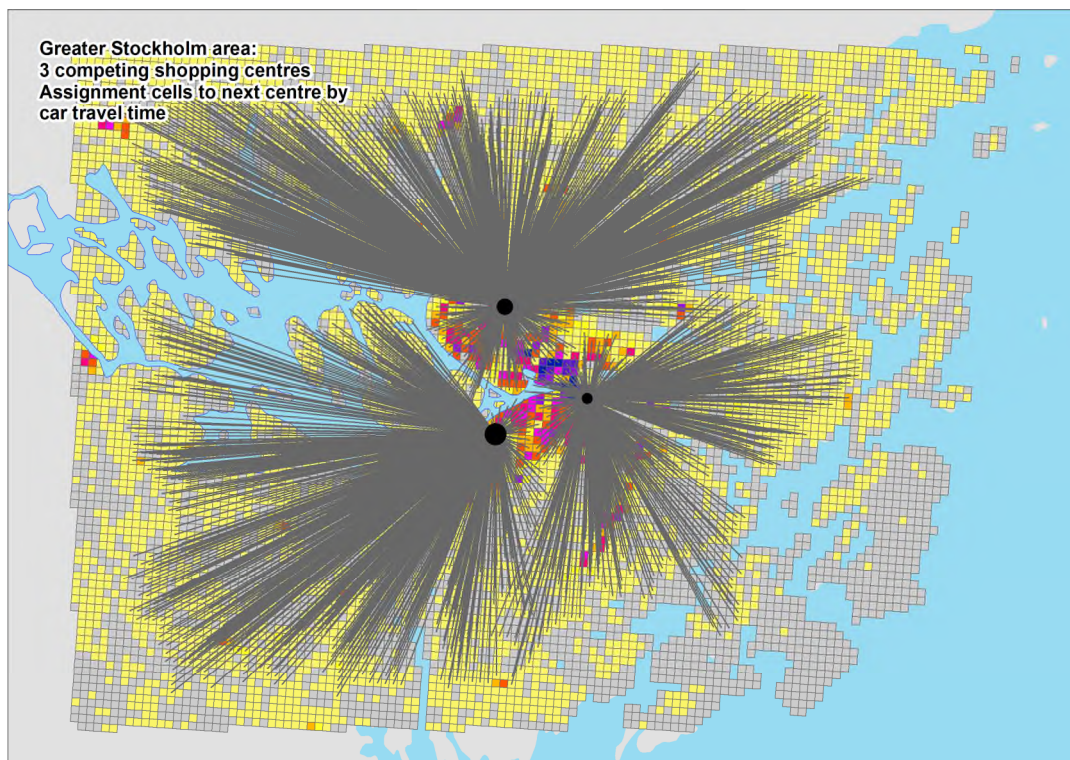 Greater Stockholm area:
3 competing shopping centres
Assignment cells to next centre by
car travel time